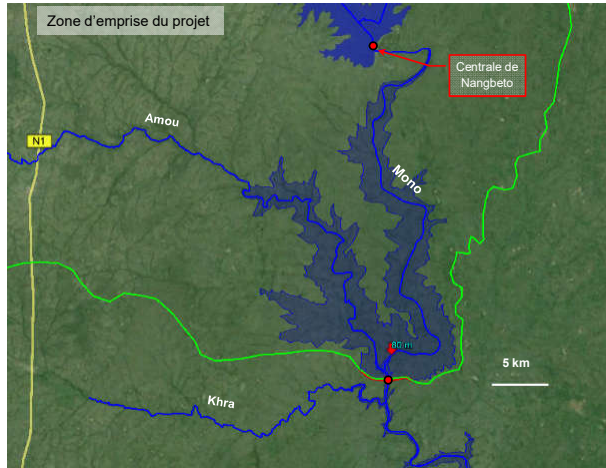 Zone d’emprise du projet
Centrale de
Nangbeto
Amou
N1
Mono
80 m
5 km
Khra